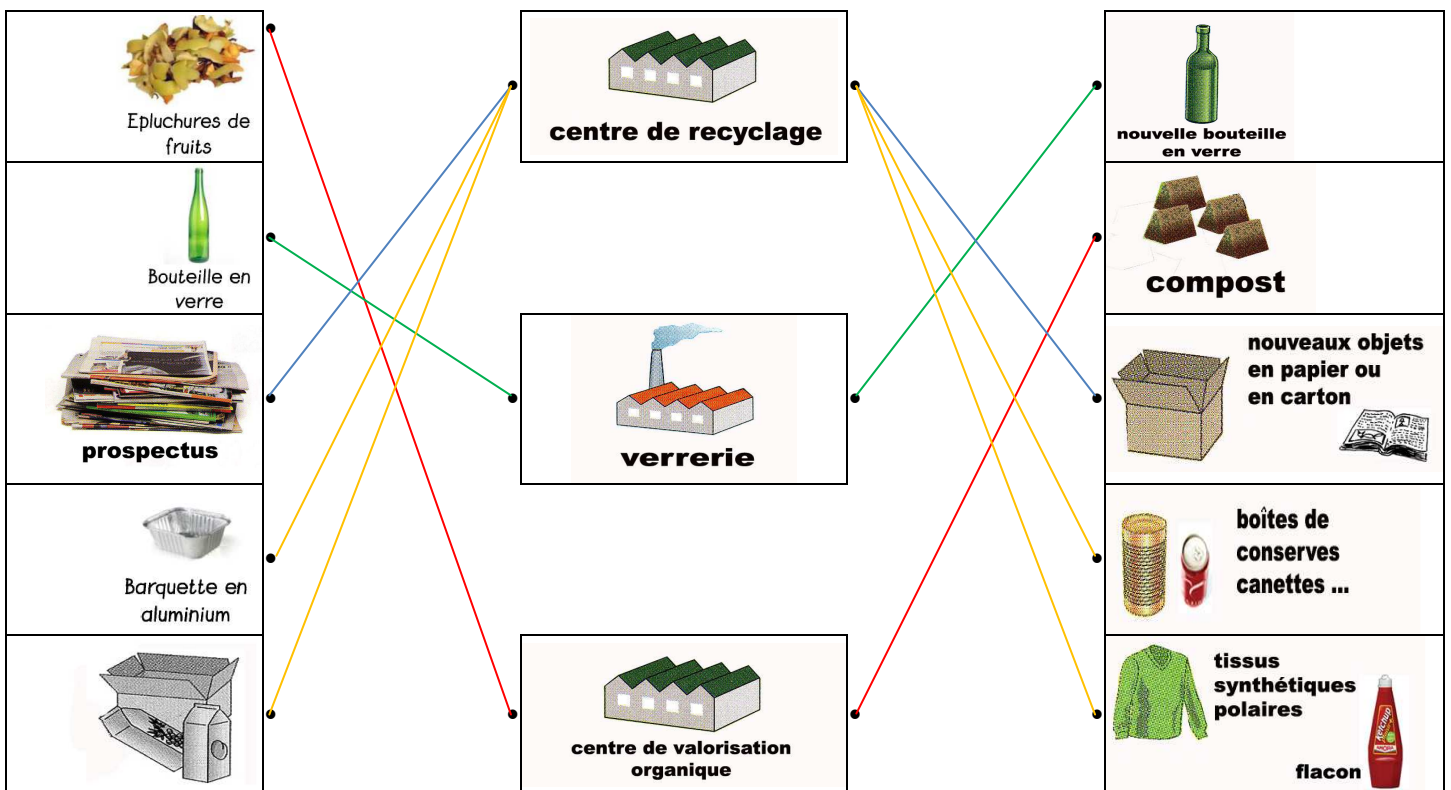 Epluchures de
fruits
Bouteille en
verre
prospectus
Barquette en
aluminium
centre de recyclage
verrerie
centre de valorisation
organique
nouvelle bouteille
en verre
compost
nouveaux objets
en papier ou
en carton
boîtes de
conserves
canettes ...
tissus
synthétiques
polaires
flacon
Ketchup